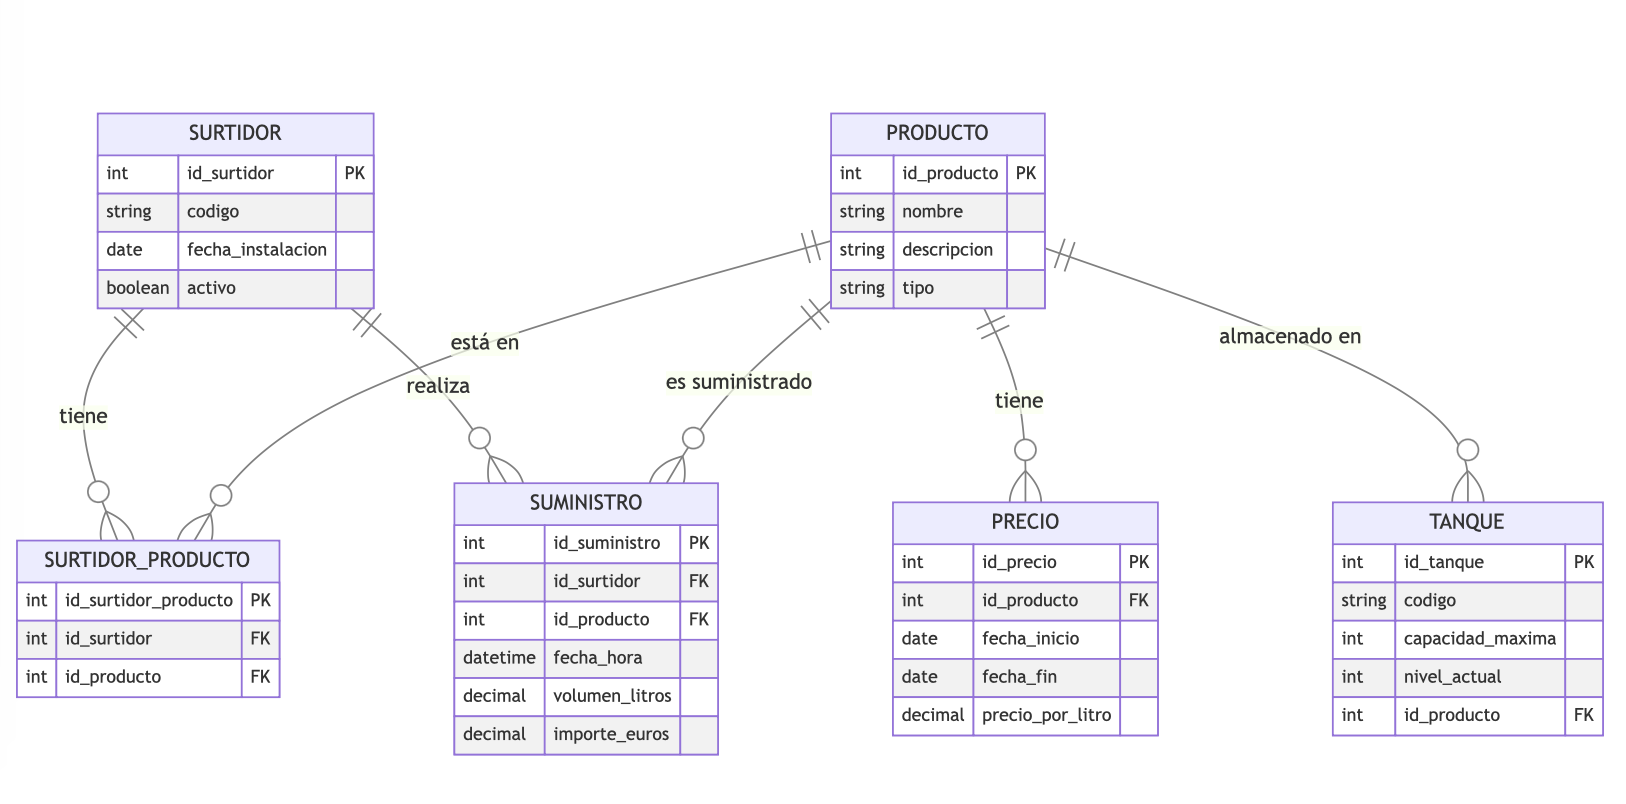 SURTIDOR
int id_surtidor PK
string codigo
date fecha_instalacion
boolean activo
PRODUCTO
int id_producto PK
string nombre
string descripcion
string tipo
está en
realiza
tiene
es suministrado
tiene
almacenado en
SURTIDOR_PRODUCTO
int id_surtidor_producto PK
int id_surtidor FK
int id_producto FK
SUMINISTRO
int id_suministro PK
int id_surtidor FK
int id_producto FK
datetime fecha_hora
decimal volumen_litros
decimal importe_euros
PRECIO
int id_precio PK
int id_producto FK
date fecha_inicio
date fecha_fin
decimal precio_por_litro
TANQUE
int id_tanque PK
string codigo
int capacidad_maxima
int nivel_actual
int id_producto FK